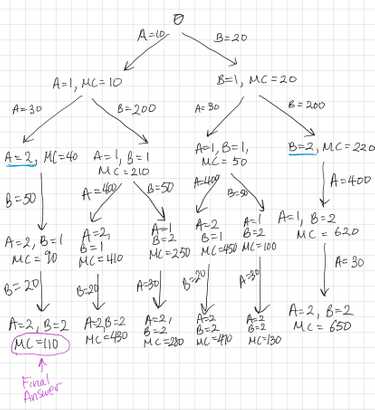 0
A=10
B=20
A=1, MC=10
B=1, MC=20
A=30
B=200
A=30
B=200
A=2, MC=40
A=1, B=1
MC=210
A=1, B=1,
MC=50
B=2, MC=220
B=50
A=400
B=50
A=400
B=50
A=400
A=2, B=1
MC=90
A=2,
B=1
MC=410
A=1
B=2
MC=250
A=2
B=1
MC=450
A=1
B=2
MC=100
A=1, B=2
MC=620
B=20
B=20
A=30
B=20
A=30
A=30
A=2, B=2
MC=110
A=2, B=2
MC=430
A=2,
B=2
MC=280
A=2
B=2
MC=470
A=2
B=2
MC=130
A=2, B=2
MC=650
Final
Answer